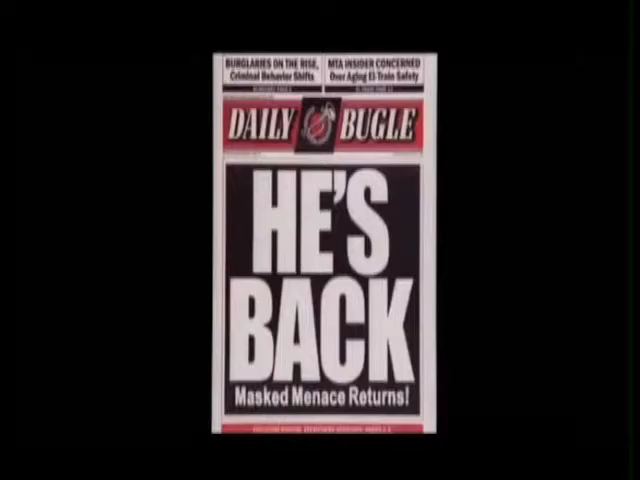 BURGLARIES ON THE RISE,
Criminal Behavior Shifts
MTA INSIDER CONCERNED
Over Aging El-Train Safety
DAILY BUGLE
HE'S
BACK
Masked Menace Returns!